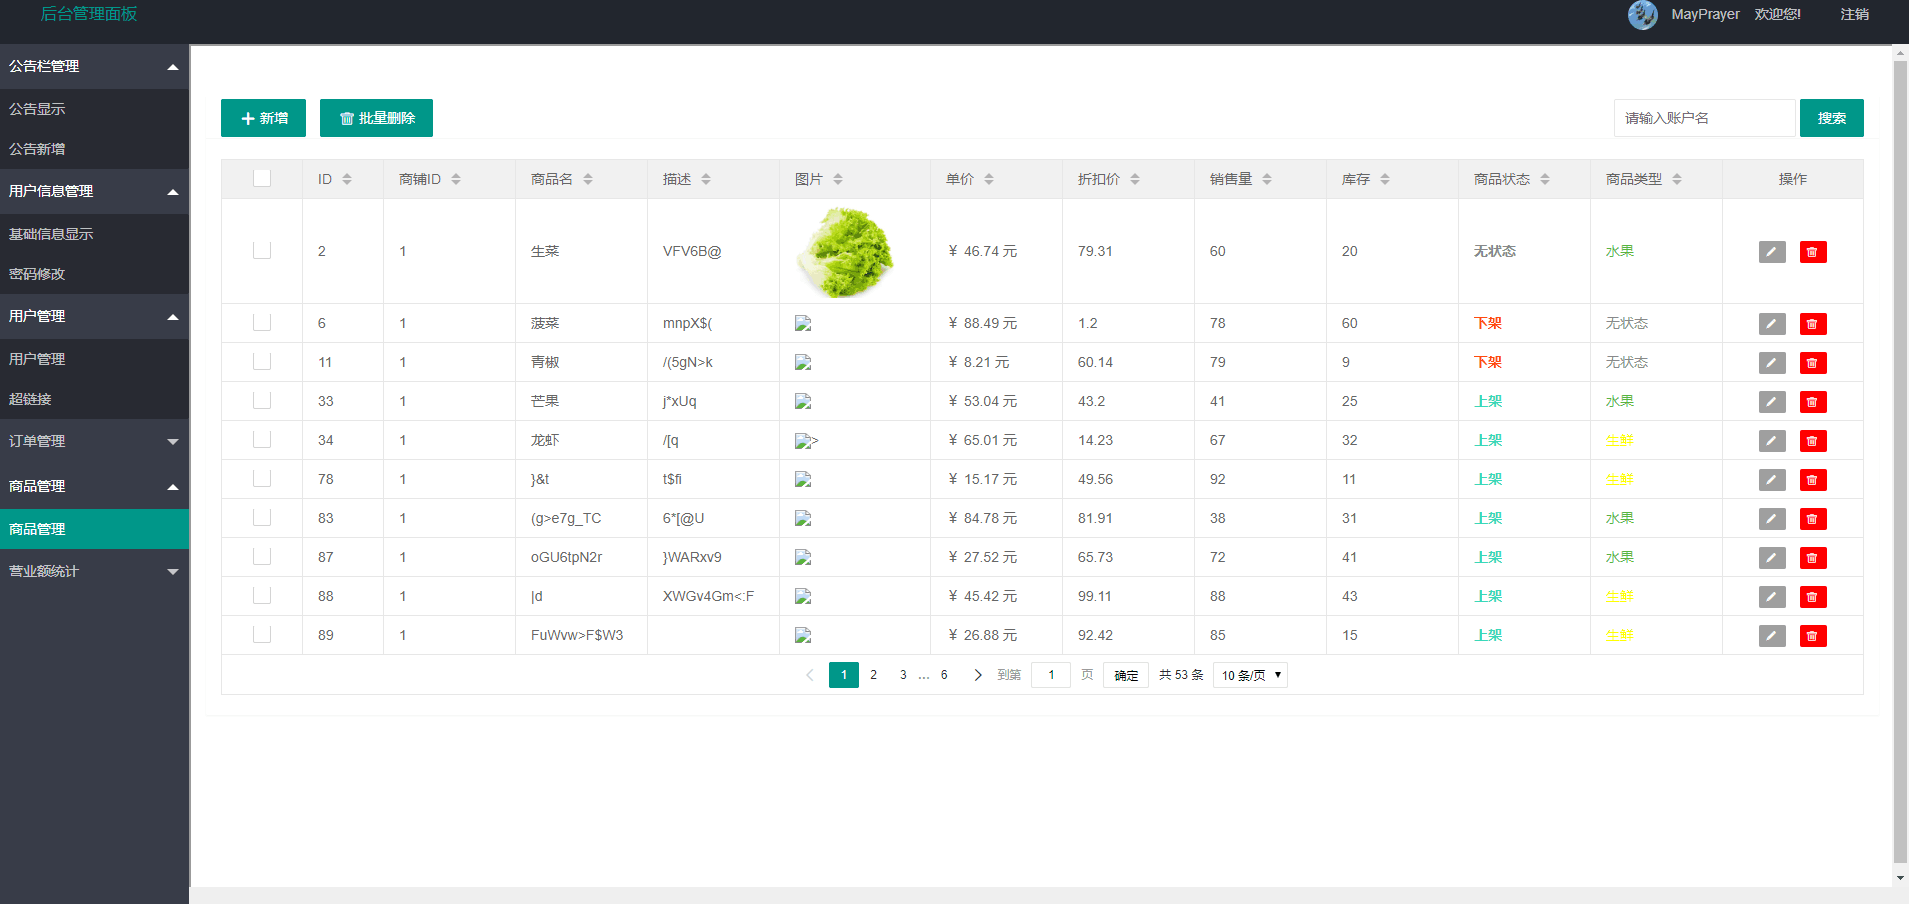 后台管理面板
MayPrayer 欢迎您! 注销
公告栏管理
公告显示
公告新增
用户信息管理
基础信息显示
密码修改
用户管理
用户管理
超链接
订单管理
商品管理
商品管理
营业额统计
新增 批量删除 请输入账户名 搜索
ID 商铺ID 商品名 描述 图片 单价 折扣价 销售量 库存 商品状态 商品类型 操作
2 1 生菜 VFV6B@ ¥ 46.74 元 79.31 60 20 无状态 水果
6 1 菠菜 mnpX$( ¥ 88.49 元 1.2 78 60 下架 无状态
11 1 青椒 /(5gN>k ¥ 8.21 元 60.14 79 9 下架 无状态
33 1 芒果 j*xUq ¥ 53.04 元 43.2 41 25 上架 水果
34 1 龙虾 /[q > ¥ 65.01 元 14.23 67 32 上架 生鲜
78 1 }&t t$fi ¥ 15.17 元 49.56 92 11 上架 生鲜
83 1 (g>e7g_TC 6*[@U ¥ 84.78 元 81.91 38 31 上架 水果
87 1 oGU6tpN2r }WARxv9 ¥ 27.52 元 65.73 72 41 上架 水果
88 1 |d XWGv4Gm<:F ¥ 45.42 元 99.11 88 43 上架 生鲜
89 1 FuWvw>F$W3 ¥ 26.88 元 92.42 85 15 上架 生鲜
1 2 3 … 6 到第 1 页 确定 共 53 条 10 条/页